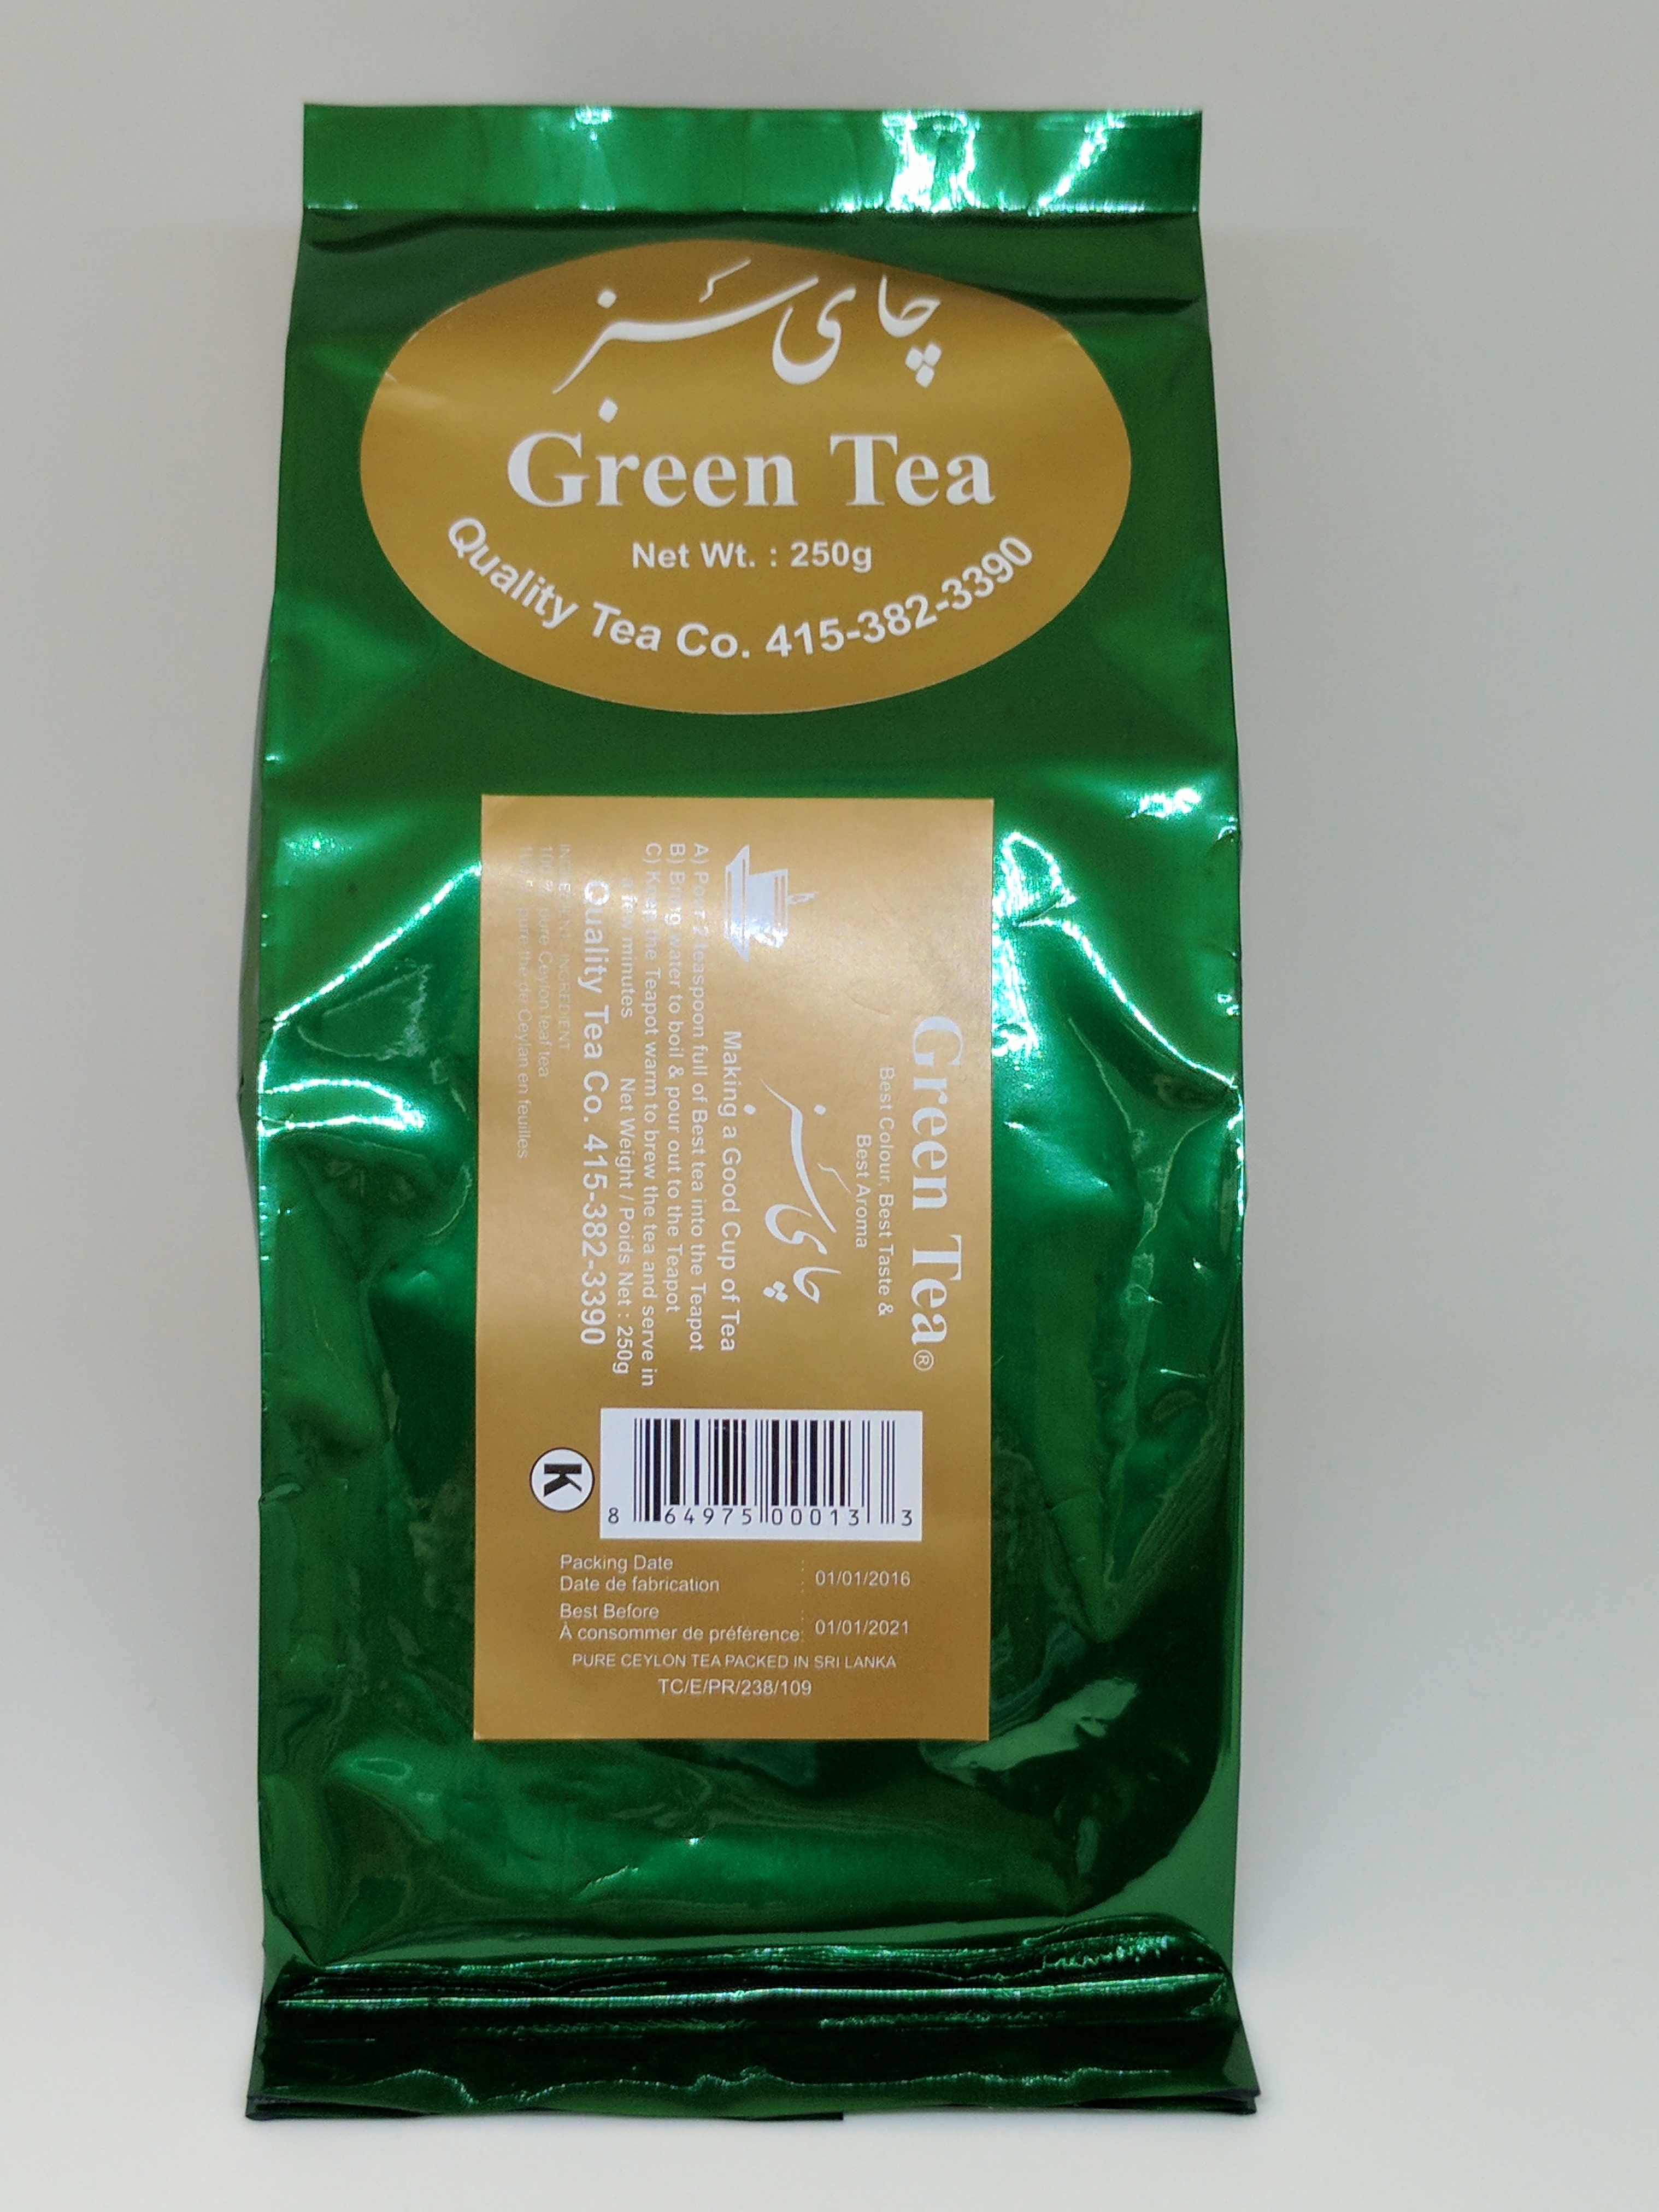 چای سبز
Green Tea
Net Wt. : 250g
Quality Tea Co. 415-382-3390
Green Tea®
Best Colour, Best Taste &
Best Aroma
چای سبز
Making a Good Cup of Tea
A) Poor 2 teaspoon full of Best tea into the Teapot
B) Bring water to boil & pour out to the Teapot
C) Keep the Teapot warm to brew the tea and serve in
a few minutes Net Weight / Poids Net : 250g
Quality Tea Co. 415-382-3390
INGREDIENT / INGREDIENT
100% pure Ceylon leaf tea
100% pure the de Ceylan en feuilles
K
8 64975 00013 3
Packing Date
Date de fabrication : 01/01/2016
Best Before
À consommer de préférence: 01/01/2021
PURE CEYLON TEA PACKED IN SRI LANKA
TC/E/PR/238/109